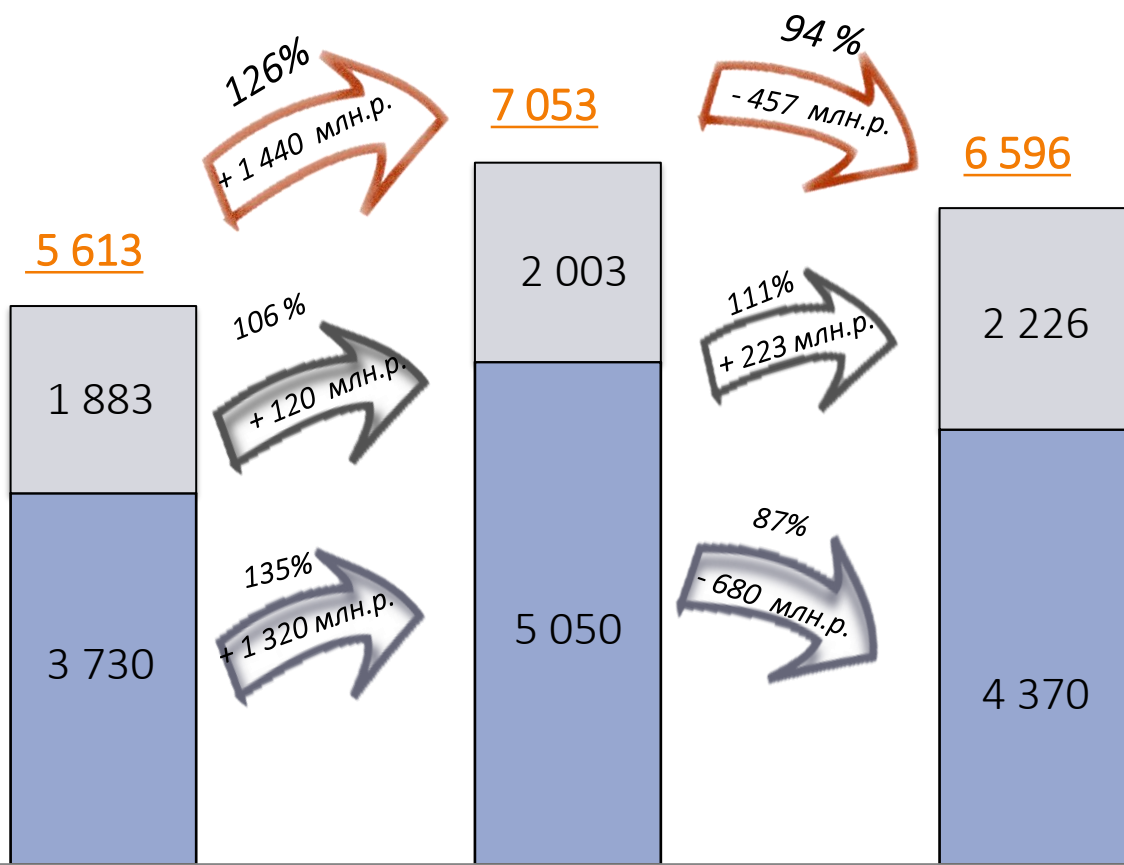 126%
+ 1 440 млн.р.
94 %
- 457 млн.р.
7 053
6 596
5 613
2 003
106 %
+ 120 млн.р.
111%
+ 223 млн.р.
2 226
1 883
135%
+ 1 320 млн.р.
87%
- 680 млн.р.
5 050
3 730
4 370